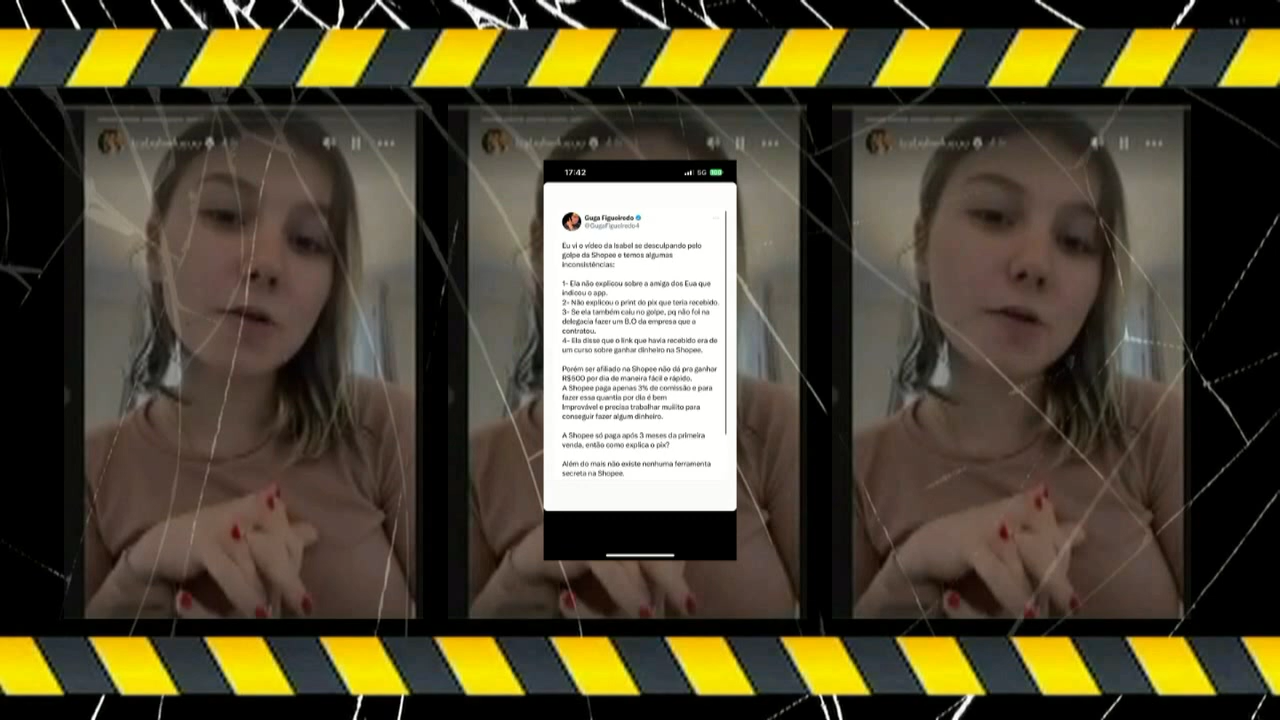 17:42
5G
100
Guga Figueiredo
@GugaFigueiredo4
Eu vi o vídeo da Isabel se desculpando pelo
golpe da Shopee e temos algumas
inconsistências:
1- Ela não explicou sobre a amiga dos Eua que
indicou o app.
2- Não explicou o print do pix que teria recebido.
3- Se ela também caiu no golpe, pq não foi na
delegacia fazer um B.O da empresa que a
contratou.
4- Ela disse que o link que havia recebido era de
um curso sobre ganhar dinheiro na Shopee.
Porém ser afiliado na Shopee não dá pra ganhar
R$500 por dia de maneira fácil e rápido.
A Shopee paga apenas 3% de comissão e para
fazer essa quantia por dia é bem
Improvável e precisa trabalhar muiiito para
conseguir fazer algum dinheiro.
A Shopee só paga após 3 meses da primeira
venda, então como explica o pix?
Além do mais não existe nenhuma ferramenta
secreta na Shopee.